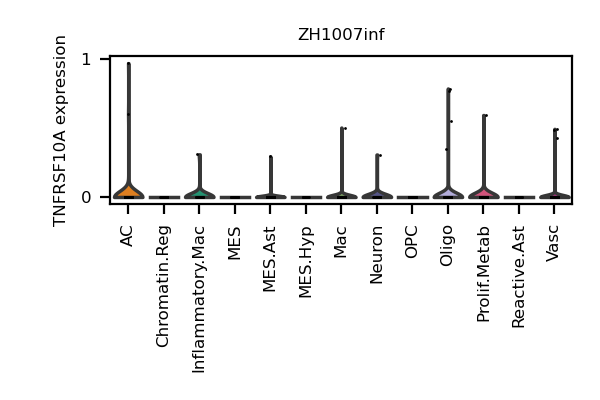 ZH1007inf
TNFRSF10A expression
1
0
AC
Chromatin.Reg
Inflammatory.Mac
MES
MES.Ast
MES.Hyp
Mac
Neuron
OPC
Oligo
Prolif.Metab
Reactive.Ast
Vasc